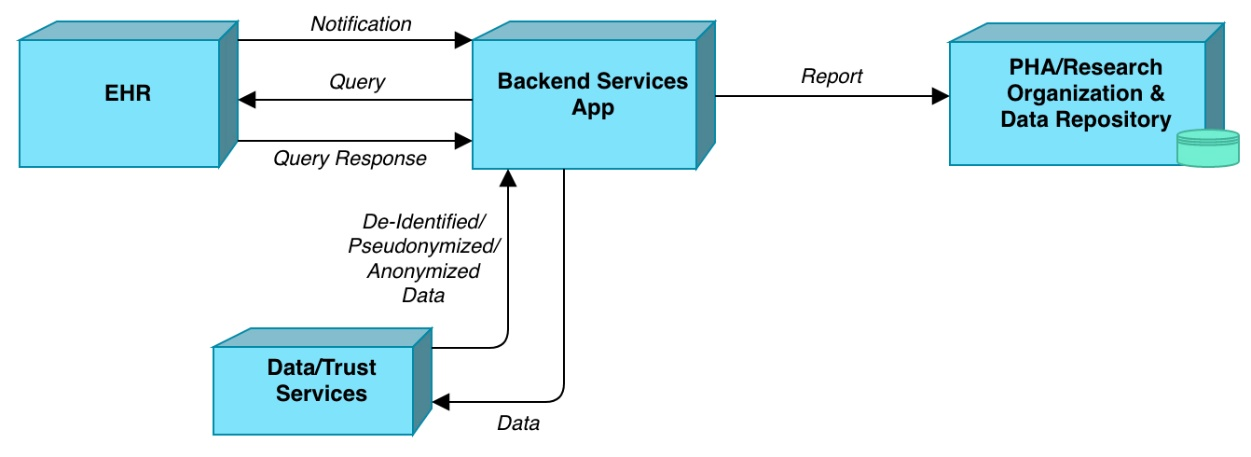 Notification
EHR
Query
Query Response
Backend Services
App
Report
PHA/Research
Organization &
Data Repository
De-Identified/
Pseudonymized/
Anonymized
Data
Data/Trust
Services
Data